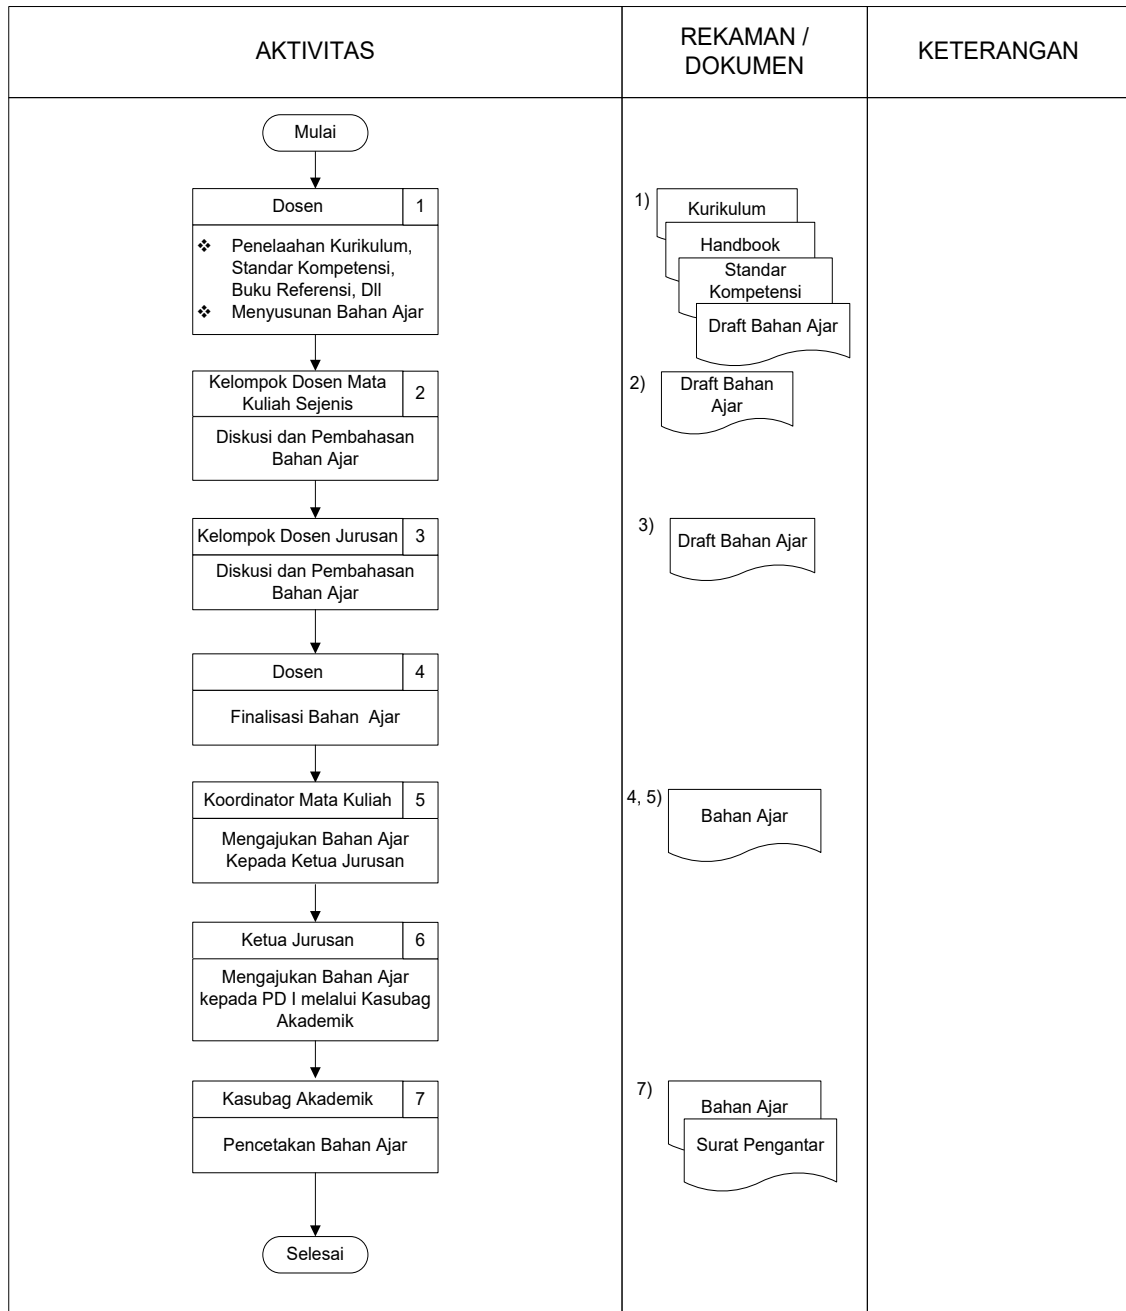 AKTIVITAS
REKAMAN /
DOKUMEN
KETERANGAN
Mulai
Dosen
1
❖ Penelaahan Kurikulum,
Standar Kompetensi,
Buku Referensi, Dll
❖ Menyusunan Bahan Ajar
1)
Kurikulum
Handbook
Standar
Kompetensi
Draft Bahan Ajar
Kelompok Dosen Mata
Kuliah Sejenis
2
Diskusi dan Pembahasan
Bahan Ajar
2)
Draft Bahan
Ajar
Kelompok Dosen Jurusan
3
Diskusi dan Pembahasan
Bahan Ajar
3)
Draft Bahan Ajar
Dosen
4
Finalisasi Bahan Ajar
Koordinator Mata Kuliah
5
Mengajukan Bahan Ajar
Kepada Ketua Jurusan
4, 5)
Bahan Ajar
Ketua Jurusan
6
Mengajukan Bahan Ajar
kepada PD I melalui Kasubag
Akademik
Kasubag Akademik
7
Pencetakan Bahan Ajar
7)
Bahan Ajar
Surat Pengantar
Selesai